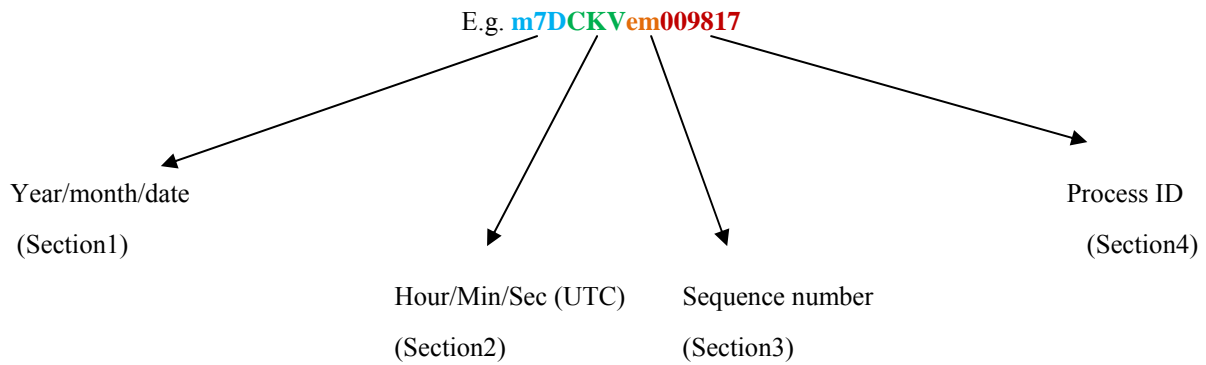 E.g. m7DCKVem009817
Year/month/date
(Section1)
Process ID
(Section4)
Hour/Min/Sec (UTC)
(Section2)
Sequence number
(Section3)